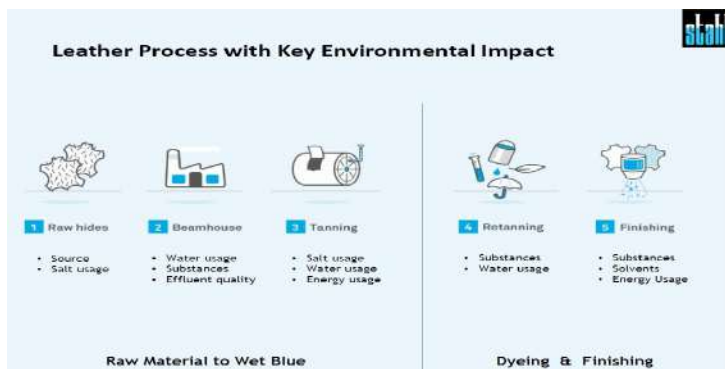 stahl
Leather Process with Key Environmental Impact
1 Raw hides
• Source
• Salt usage
2 Beamhouse
• Water usage
• Substances
• Effluent quality
3 Tanning
• Salt usage
• Water usage
• Energy usage
4 Retanning
• Substances
• Water usage
5 Finishing
• Substances
• Solvents
• Energy Usage
Raw Material to Wet Blue
Dyeing & Finishing